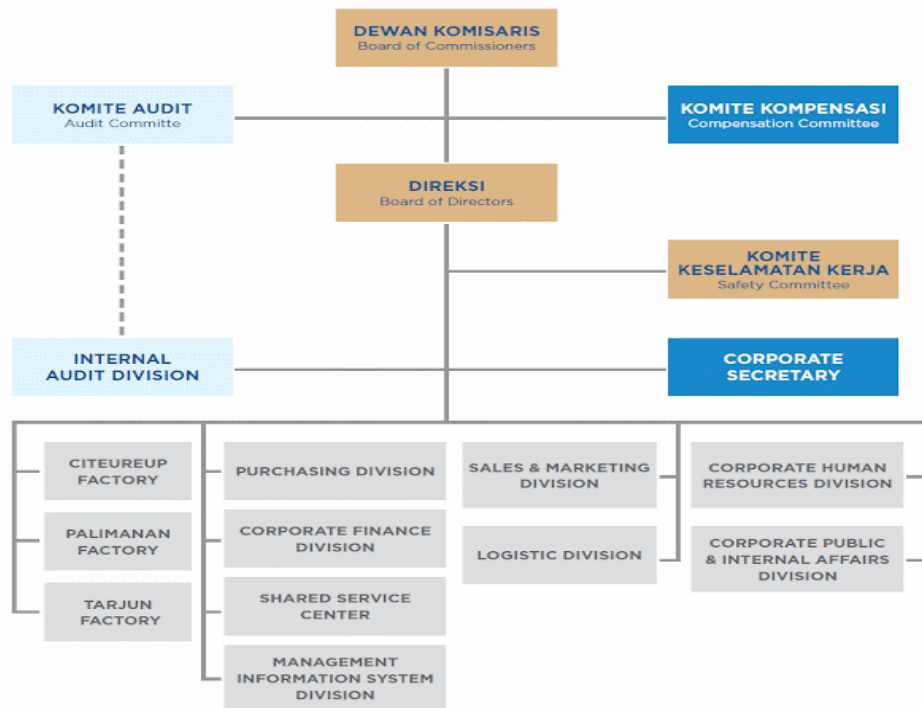 DEWAN KOMISARIS
Board of Commissioners
KOMITE AUDIT
Audit Committe
KOMITE KOMPENSASI
Compensation Committee
DIREKSI
Board of Directors
KOMITE
KESELAMATAN KERJA
Safety Committee
INTERNAL
AUDIT DIVISION
CORPORATE
SECRETARY
CITEUREUP
FACTORY
PALIMANAN
FACTORY
TARJUN
FACTORY
PURCHASING DIVISION
CORPORATE FINANCE
DIVISION
SHARED SERVICE
CENTER
MANAGEMENT
INFORMATION SYSTEM
DIVISION
SALES & MARKETING
DIVISION
LOGISTIC DIVISION
CORPORATE HUMAN
RESOURCES DIVISION
CORPORATE PUBLIC
& INTERNAL AFFAIRS
DIVISION